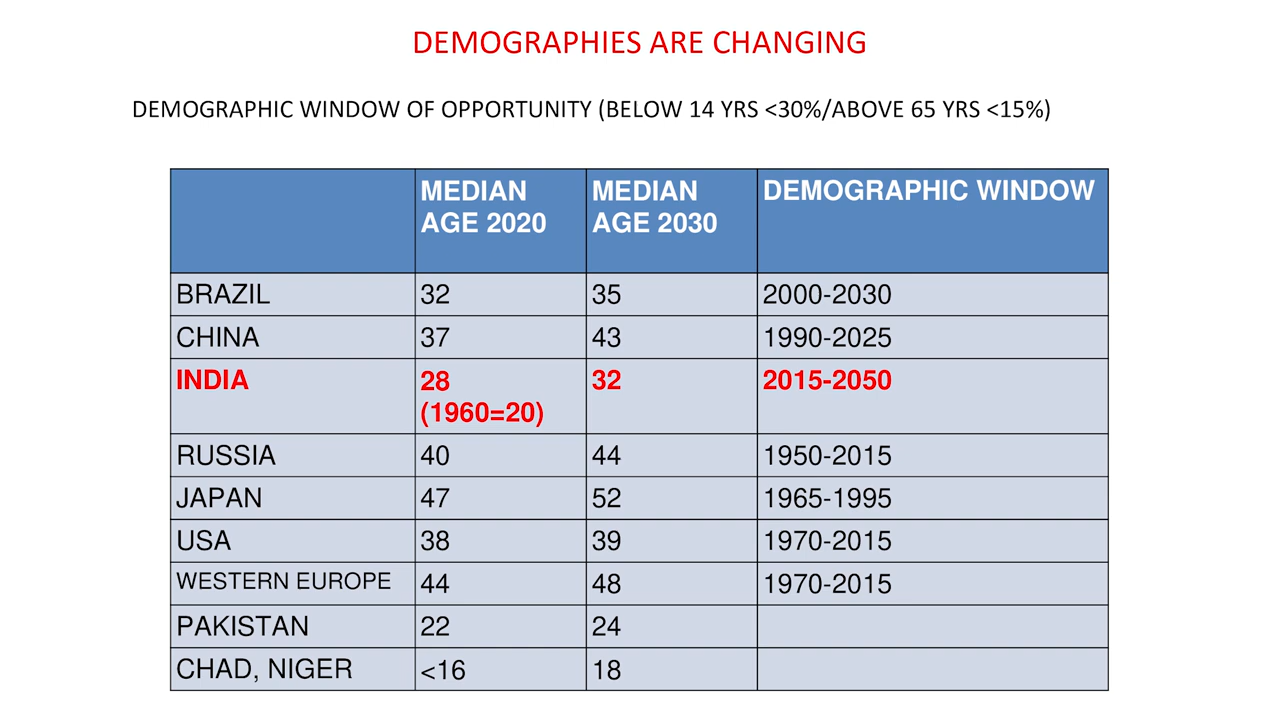 DEMOGRAPHIES ARE CHANGING
DEMOGRAPHIC WINDOW OF OPPORTUNITY (BELOW 14 YRS <30%/ABOVE 65 YRS <15%)
MEDIAN AGE 2020 MEDIAN AGE 2030 DEMOGRAPHIC WINDOW
BRAZIL 32 35 2000-2030
CHINA 37 43 1990-2025
INDIA 28 (1960=20) 32 2015-2050
RUSSIA 40 44 1950-2015
JAPAN 47 52 1965-1995
USA 38 39 1970-2015
WESTERN EUROPE 44 48 1970-2015
PAKISTAN 22 24
CHAD, NIGER <16 18